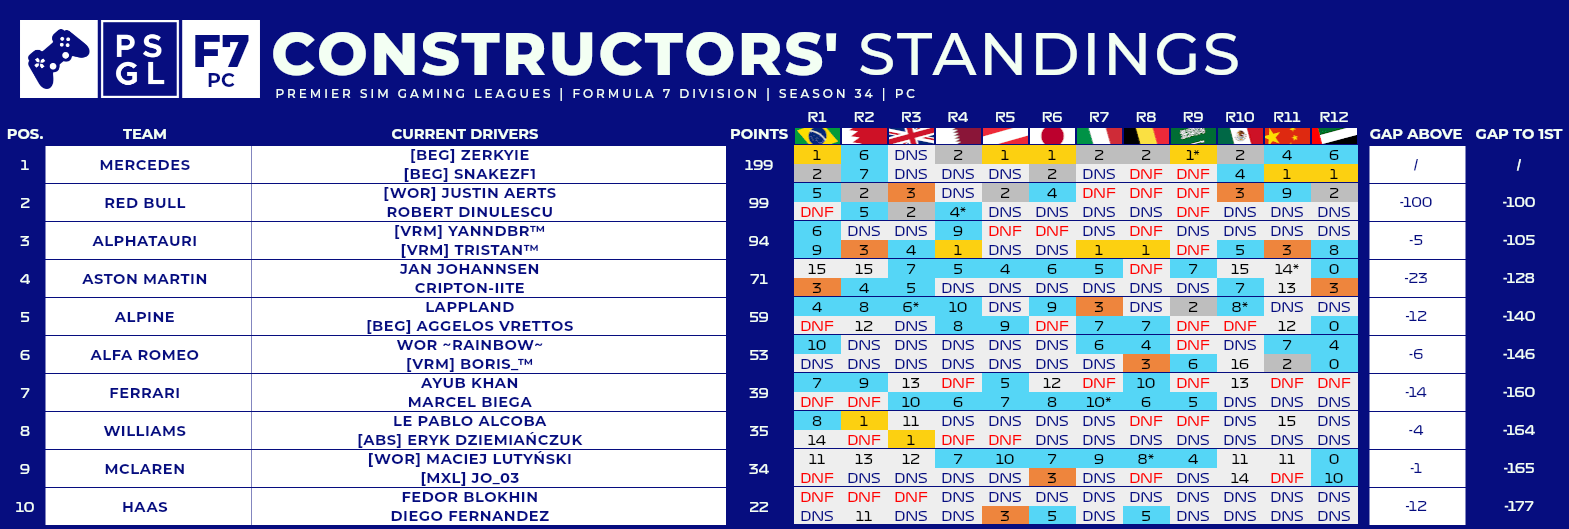 PS
GL
F7
PC
CONSTRUCTORS' STANDINGS
PREMIER SIM GAMING LEAGUES | FORMULA 7 DIVISION | SEASON 34 | PC
R1 R2 R3 R4 R5 R6 R7 R8 R9 R10 R11 R12
POS. TEAM CURRENT DRIVERS POINTS GAP ABOVE GAP TO 1ST
[BEG] ZERKYIE 1 6 DNS 2 1 1 2 2 1* 2 4 6
1 MERCEDES 199 / /
[BEG] SNAKEZF1 2 7 DNS DNS DNS 2 DNS DNF DNF 4 1 1
[WOR] JUSTIN AERTS 5 2 3 DNS 2 4 DNF DNF DNF 3 9 2
2 RED BULL 99 -100 -100
ROBERT DINULESCU DNF 5 2 4* DNS DNS DNS DNS DNF DNS DNS DNS
[VRM] YANNDBR™ 6 DNS DNS 9 DNF DNF DNS DNF DNS DNS DNS DNS
3 ALPHATAURI 94 -5 -105
[VRM] TRISTAN™ 9 3 4 1 DNS DNS 1 1 DNF 5 3 8
JAN JOHANNSEN 15 15 7 5 4 6 5 DNF 7 15 14* 0
4 ASTON MARTIN 71 -23 -128
CRIPTON-IITE 3 4 5 DNS DNS DNS DNS DNS DNS 7 13 3
LAPPLAND 4 8 6* 10 DNS 9 3 DNS 2 8* DNS DNS
5 ALPINE 59 -12 -140
[BEG] AGGELOS VRETTOS DNF 12 DNS 8 9 DNF 7 7 DNF DNF 12 0
WOR ~RAINBOW~ 10 DNS DNS DNS DNS DNS 6 4 DNF DNS 7 4
6 ALFA ROMEO 53 -6 -146
[VRM] BORIS_™ DNS DNS DNS DNS DNS DNS DNS 3 6 16 2 0
AYUB KHAN 7 9 13 DNF 5 12 DNF 10 DNF 13 DNF DNF
7 FERRARI 39 -14 -160
MARCEL BIEGA DNF DNF 10 6 7 8 10* 6 5 DNS DNS DNS
LE PABLO ALCOBA 8 1 11 DNS DNS DNS DNS DNF DNF DNS 15 DNS
8 WILLIAMS 35 -4 -164
[ABS] ERYK DZIEMIAŃCZUK 14 DNF 1 DNF DNF DNS DNS DNS DNS DNS DNS DNS
[WOR] MACIEJ LUTYŃSKI 11 13 12 7 10 7 9 8* 4 11 11 0
9 MCLAREN 34 -1 -165
[MXL] JO_03 DNF DNS DNS DNS DNS 3 DNS DNF DNS 14 DNF 10
FEDOR BLOKHIN DNF DNF DNF DNS DNS DNS DNS DNS DNS DNS DNS DNS
10 HAAS 22 -12 -177
DIEGO FERNANDEZ DNS 11 DNS DNS 3 5 DNS 5 DNS DNS DNS DNS